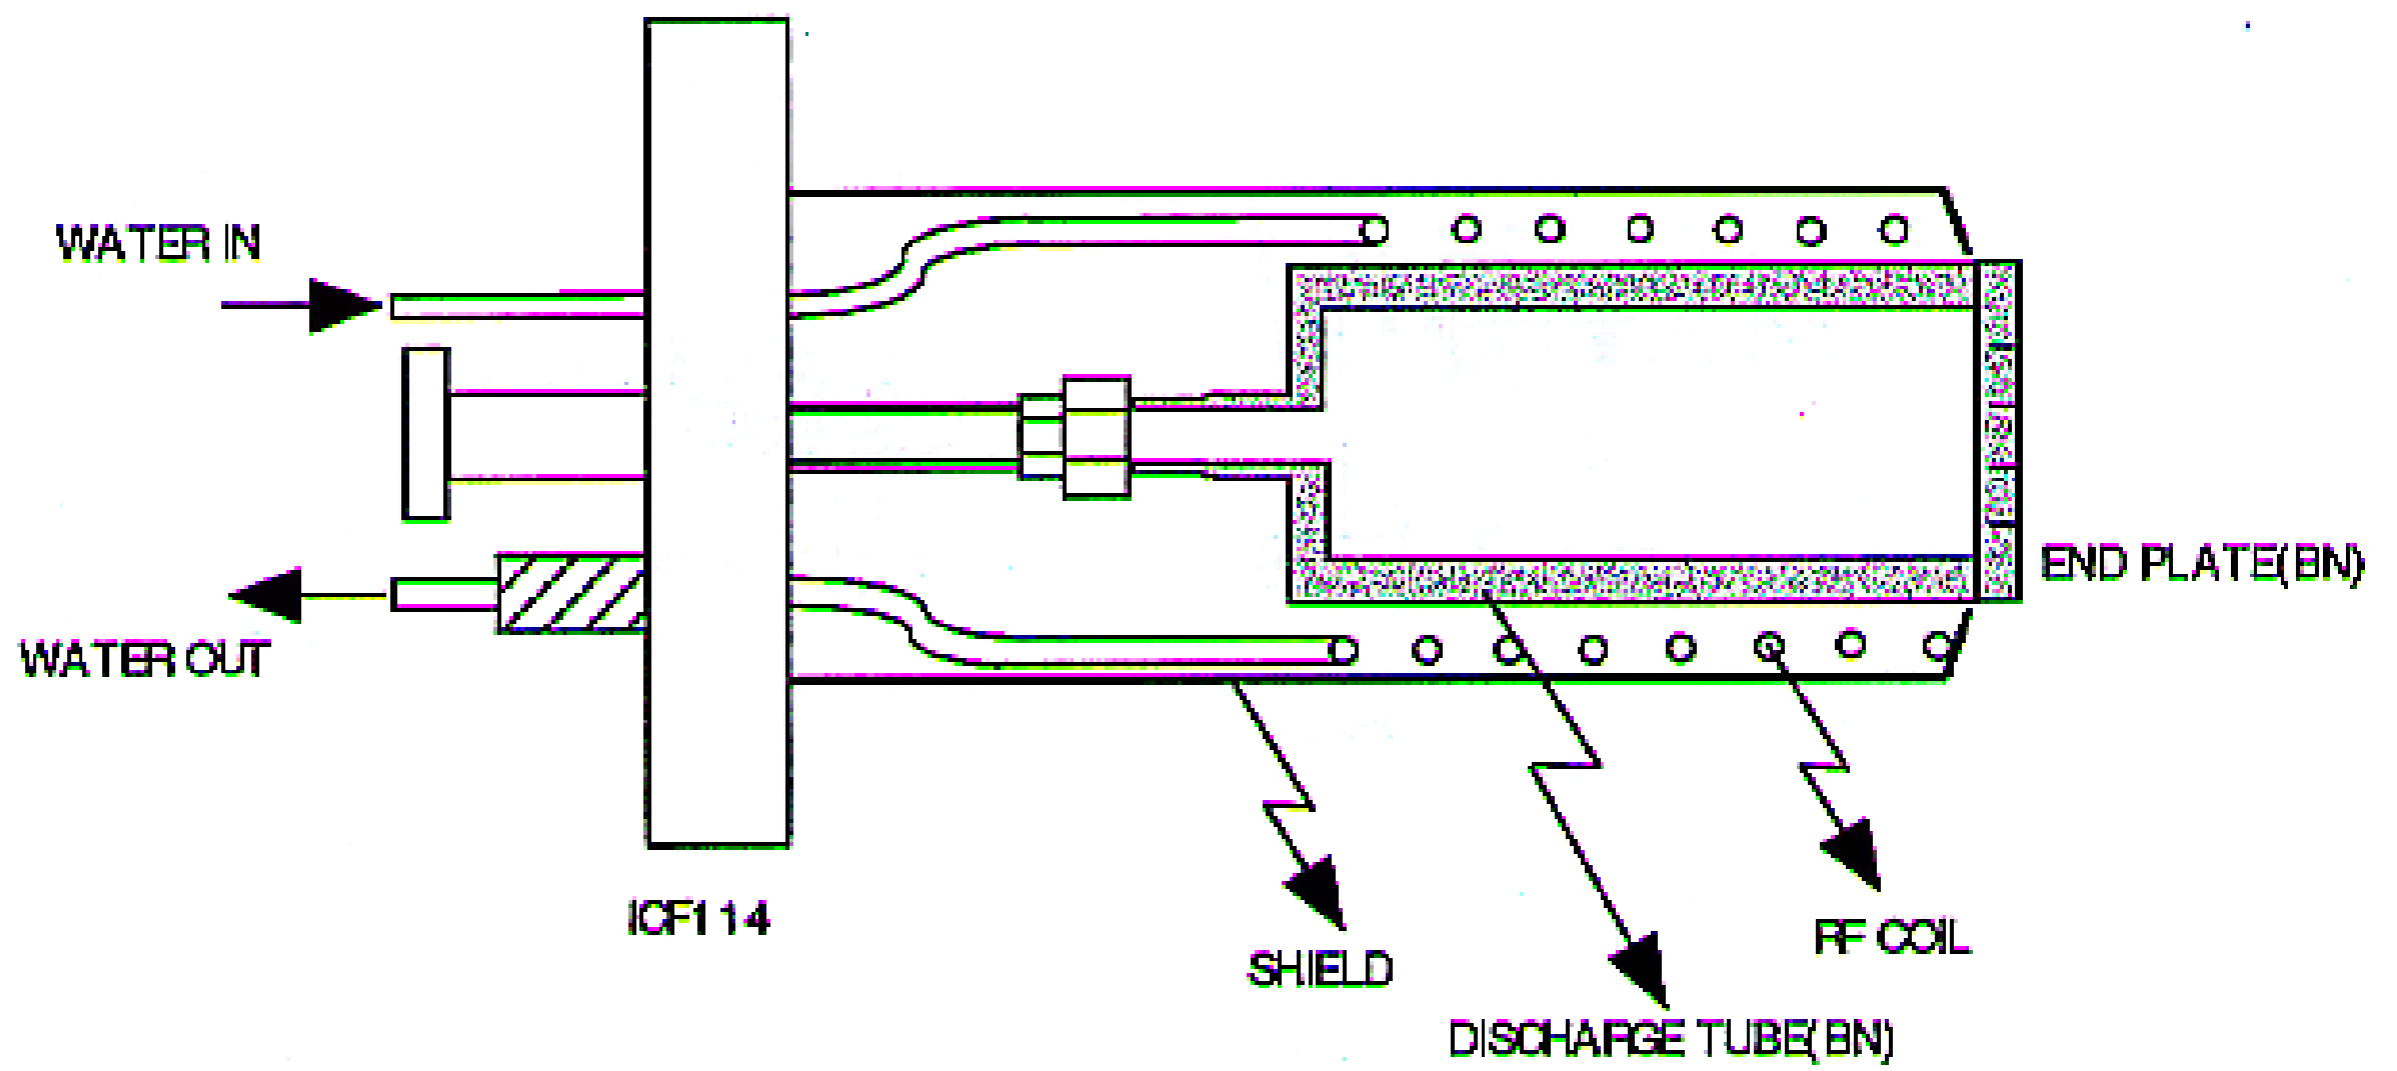 WATER IN
END PLATE(BN)
WATER OUT
ICF114
RF COIL
SHIELD
DISCHARGE TUBE(BN)